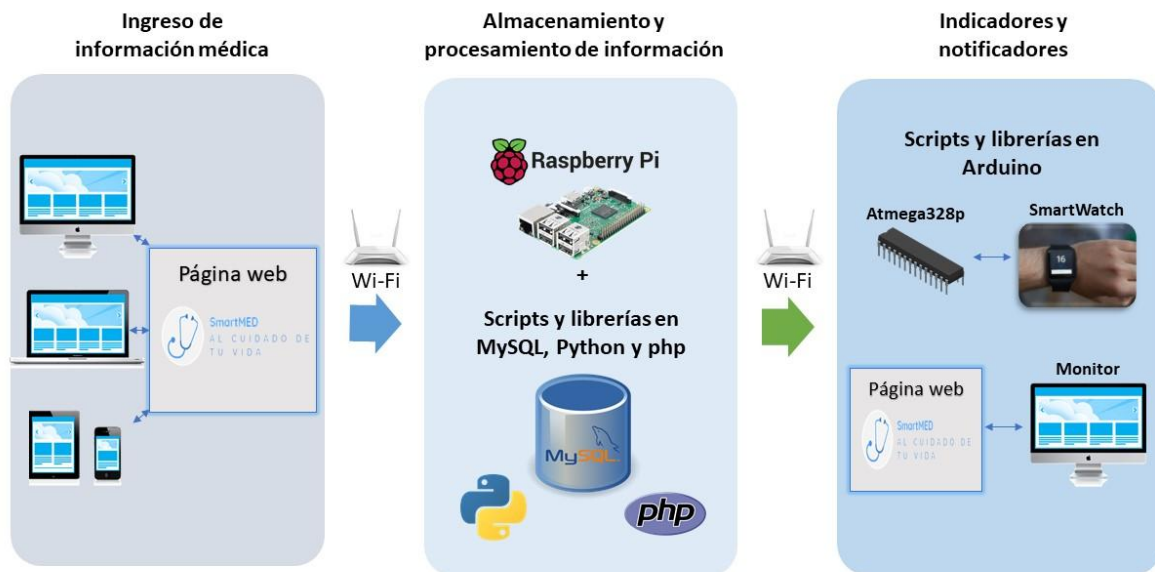 Ingreso de
información médica
Almacenamiento y
procesamiento de información
Indicadores y
notificadores
Página web
SmartMED
AL CUIDADO DE
TU VIDA
Wi-Fi
Raspberry Pi
+
Scripts y librerías en
MySQL, Python y php
MySQL
php
Wi-Fi
Scripts y librerías en
Arduino
Atmega328p
SmartWatch
16
Página web
SmartMED
AL CUIDADO DE
TU VIDA
Monitor